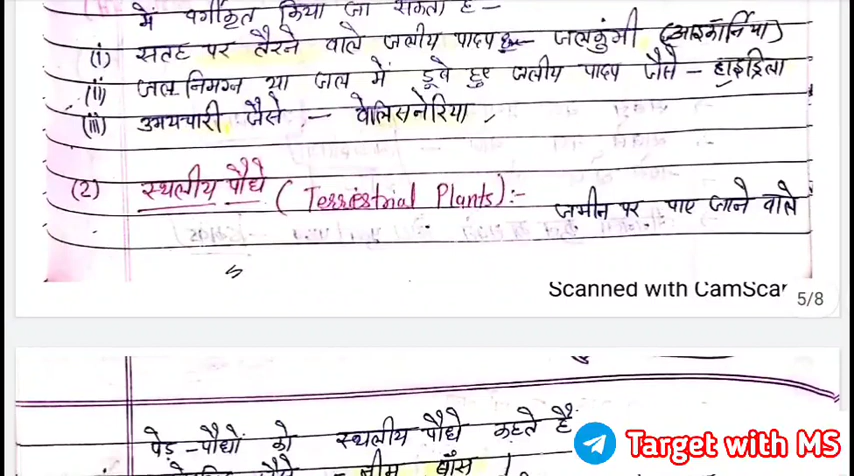 में वर्गीकृत किया जा सकता है –
(i) सतह पर तैरने वाले जलीय पादप – जलकुंभी (आइकॉर्निया)
(ii) जल निमग्न या जल में डूबे हुए जलीय पादप जैसे – हाइड्रिला
(iii) उभयचारी जैसे :– वेलिसनेरिया ,
(2) स्थलीय पौधे (Terrestrial Plants):- जमीन पर पाए जाने वाले
Scanned with CamScar
5/8
पेड़-पौधों को स्थलीय पौधे कहते हैं
Target with MS
जैसे – नीम बाँस ।